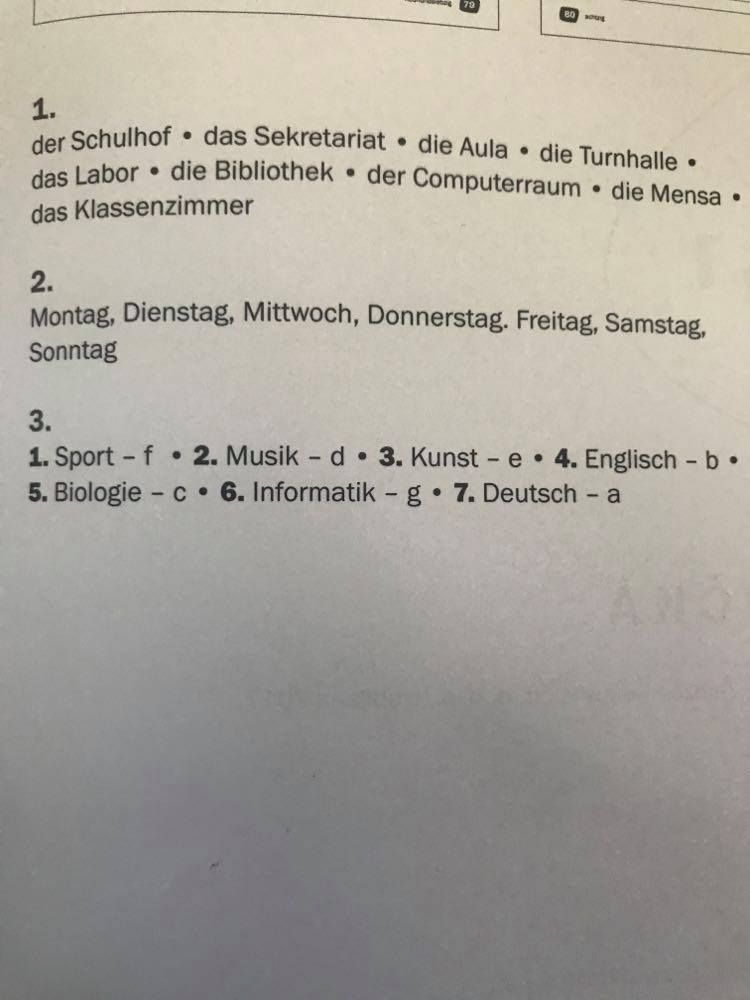 79
80 achtzig
1.
der Schulhof • das Sekretariat • die Aula • die Turnhalle •
das Labor • die Bibliothek • der Computerraum • die Mensa •
das Klassenzimmer
2.
Montag, Dienstag, Mittwoch, Donnerstag. Freitag, Samstag,
Sonntag
3.
1. Sport – f • 2. Musik – d • 3. Kunst – e • 4. Englisch – b •
5. Biologie – c • 6. Informatik – g • 7. Deutsch – a